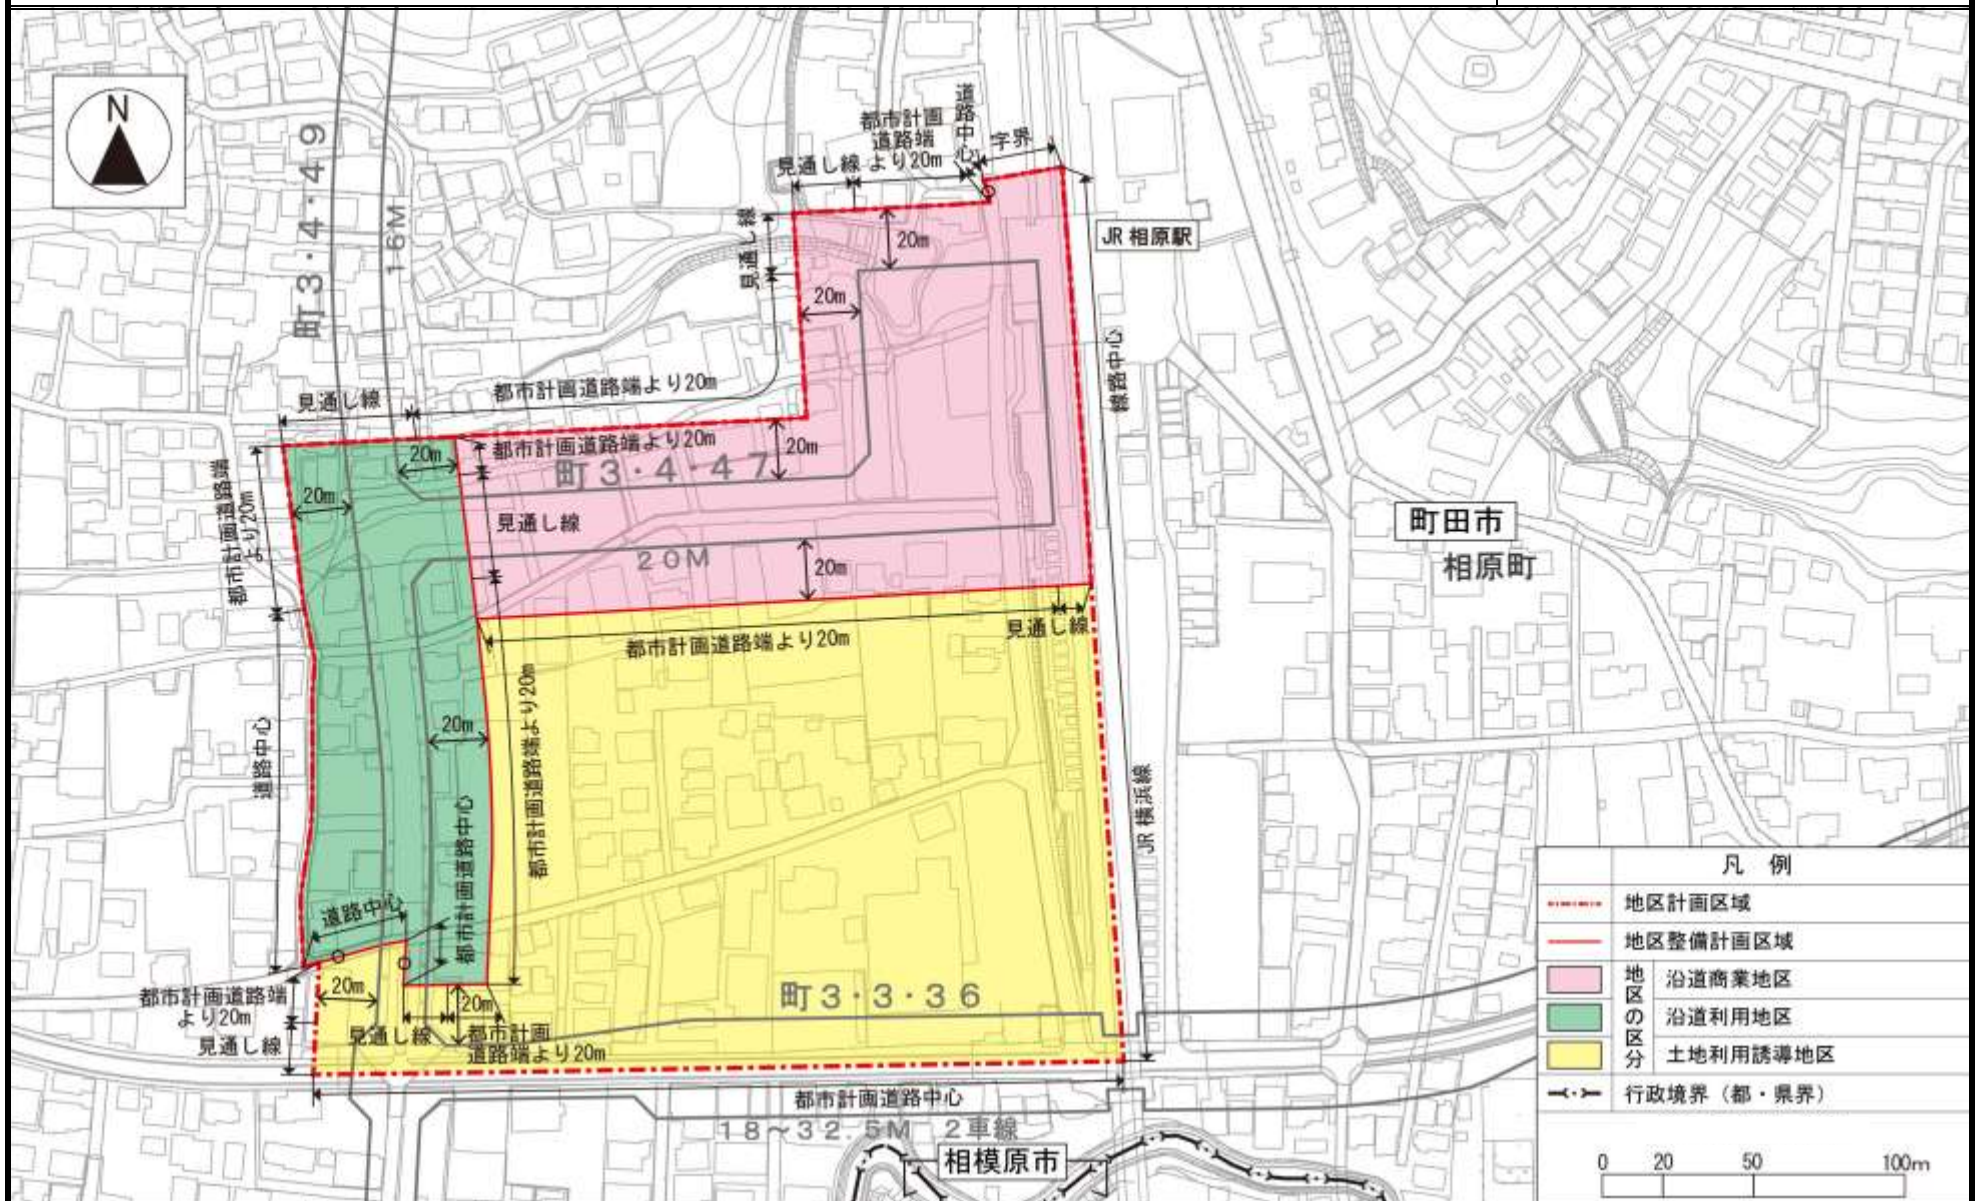 N
町3・4・49
16M
都市計画
道路端
より20m
道路中心
字界
見通し線
見通し線
20m
20m
JR 相原駅
線路中心
見通し線
都市計画道路端より20m
都市計画道路端より20m
20m
20m
20m
町3・4・47
都市計画道路端
より20m
見通し線
20M
20m
町田市
相原町
都市計画道路端より20m
見通し線
道路中心
20m
都市計画道路端より20m
都市計画道路中心
JR 横浜線
道路中心
都市計画道路端
より20m
20m
20m
見通し線
見通し線
都市計画
道路端より20m
町3・3・36
都市計画道路中心
18～32.5M 2車線
相模原市
凡 例
地区計画区域
地区整備計画区域
地区の区分
沿道商業地区
沿道利用地区
土地利用誘導地区
行政境界（都・県界）
0 20 50 100m